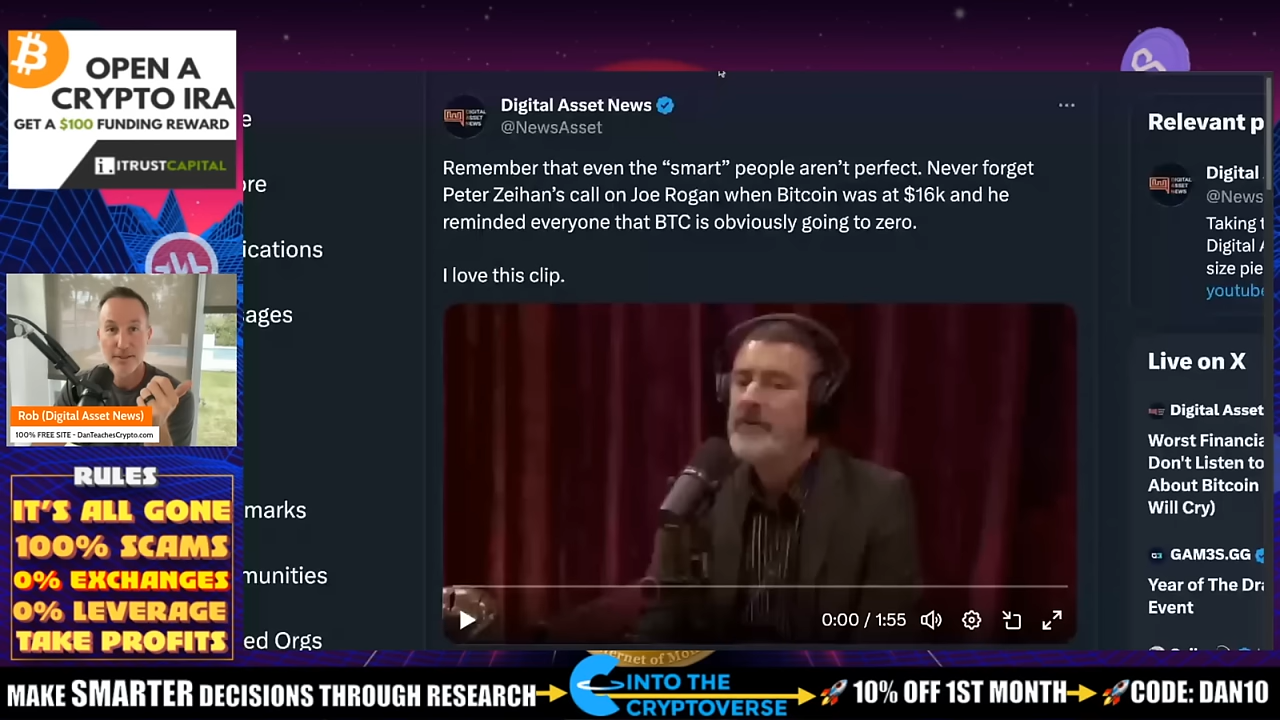 OPEN A
CRYPTO IRA
GET A $100 FUNDING REWARD
ITRUSTCAPITAL
Rob (Digital Asset News)
100% FREE SITE - DanTeachesCrypto.com
RULES
IT'S ALL GONE
100% SCAMS
0% EXCHANGES
0% LEVERAGE
TAKE PROFITS
e
re
ications
ages
marks
munities
ed Orgs
Digital Asset News
@NewsAsset
Remember that even the “smart” people aren’t perfect. Never forget
Peter Zeihan’s call on Joe Rogan when Bitcoin was at $16k and he
reminded everyone that BTC is obviously going to zero.
I love this clip.
0:00 / 1:55
Relevant p
Digital
@News
Taking t
Digital A
size pie
youtube
Live on X
Digital Asset
Worst Financia
Don't Listen to
About Bitcoin
Will Cry)
GAM3S.GG
Year of The Dra
Event
MAKE SMARTER DECISIONS THROUGH RESEARCH
INTO THE
CRYPTOVERSE
10% OFF 1ST MONTH
CODE: DAN10